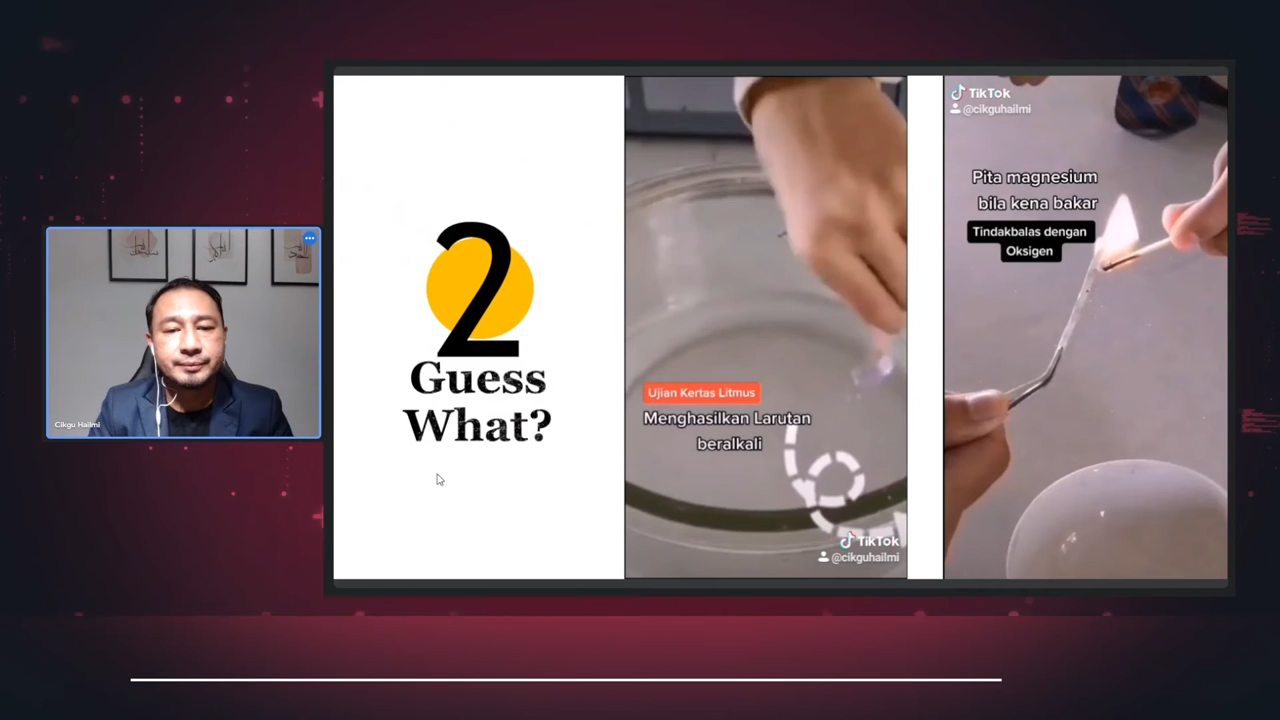 Cikgu Hailmi
2
Guess
What?
Ujian Kertas Litmus
Menghasilkan Larutan
beralkali
TikTok
@cikguhailmi
TikTok
@cikguhailmi
Pita magnesium
bila kena bakar
Tindakbalas dengan
Oksigen